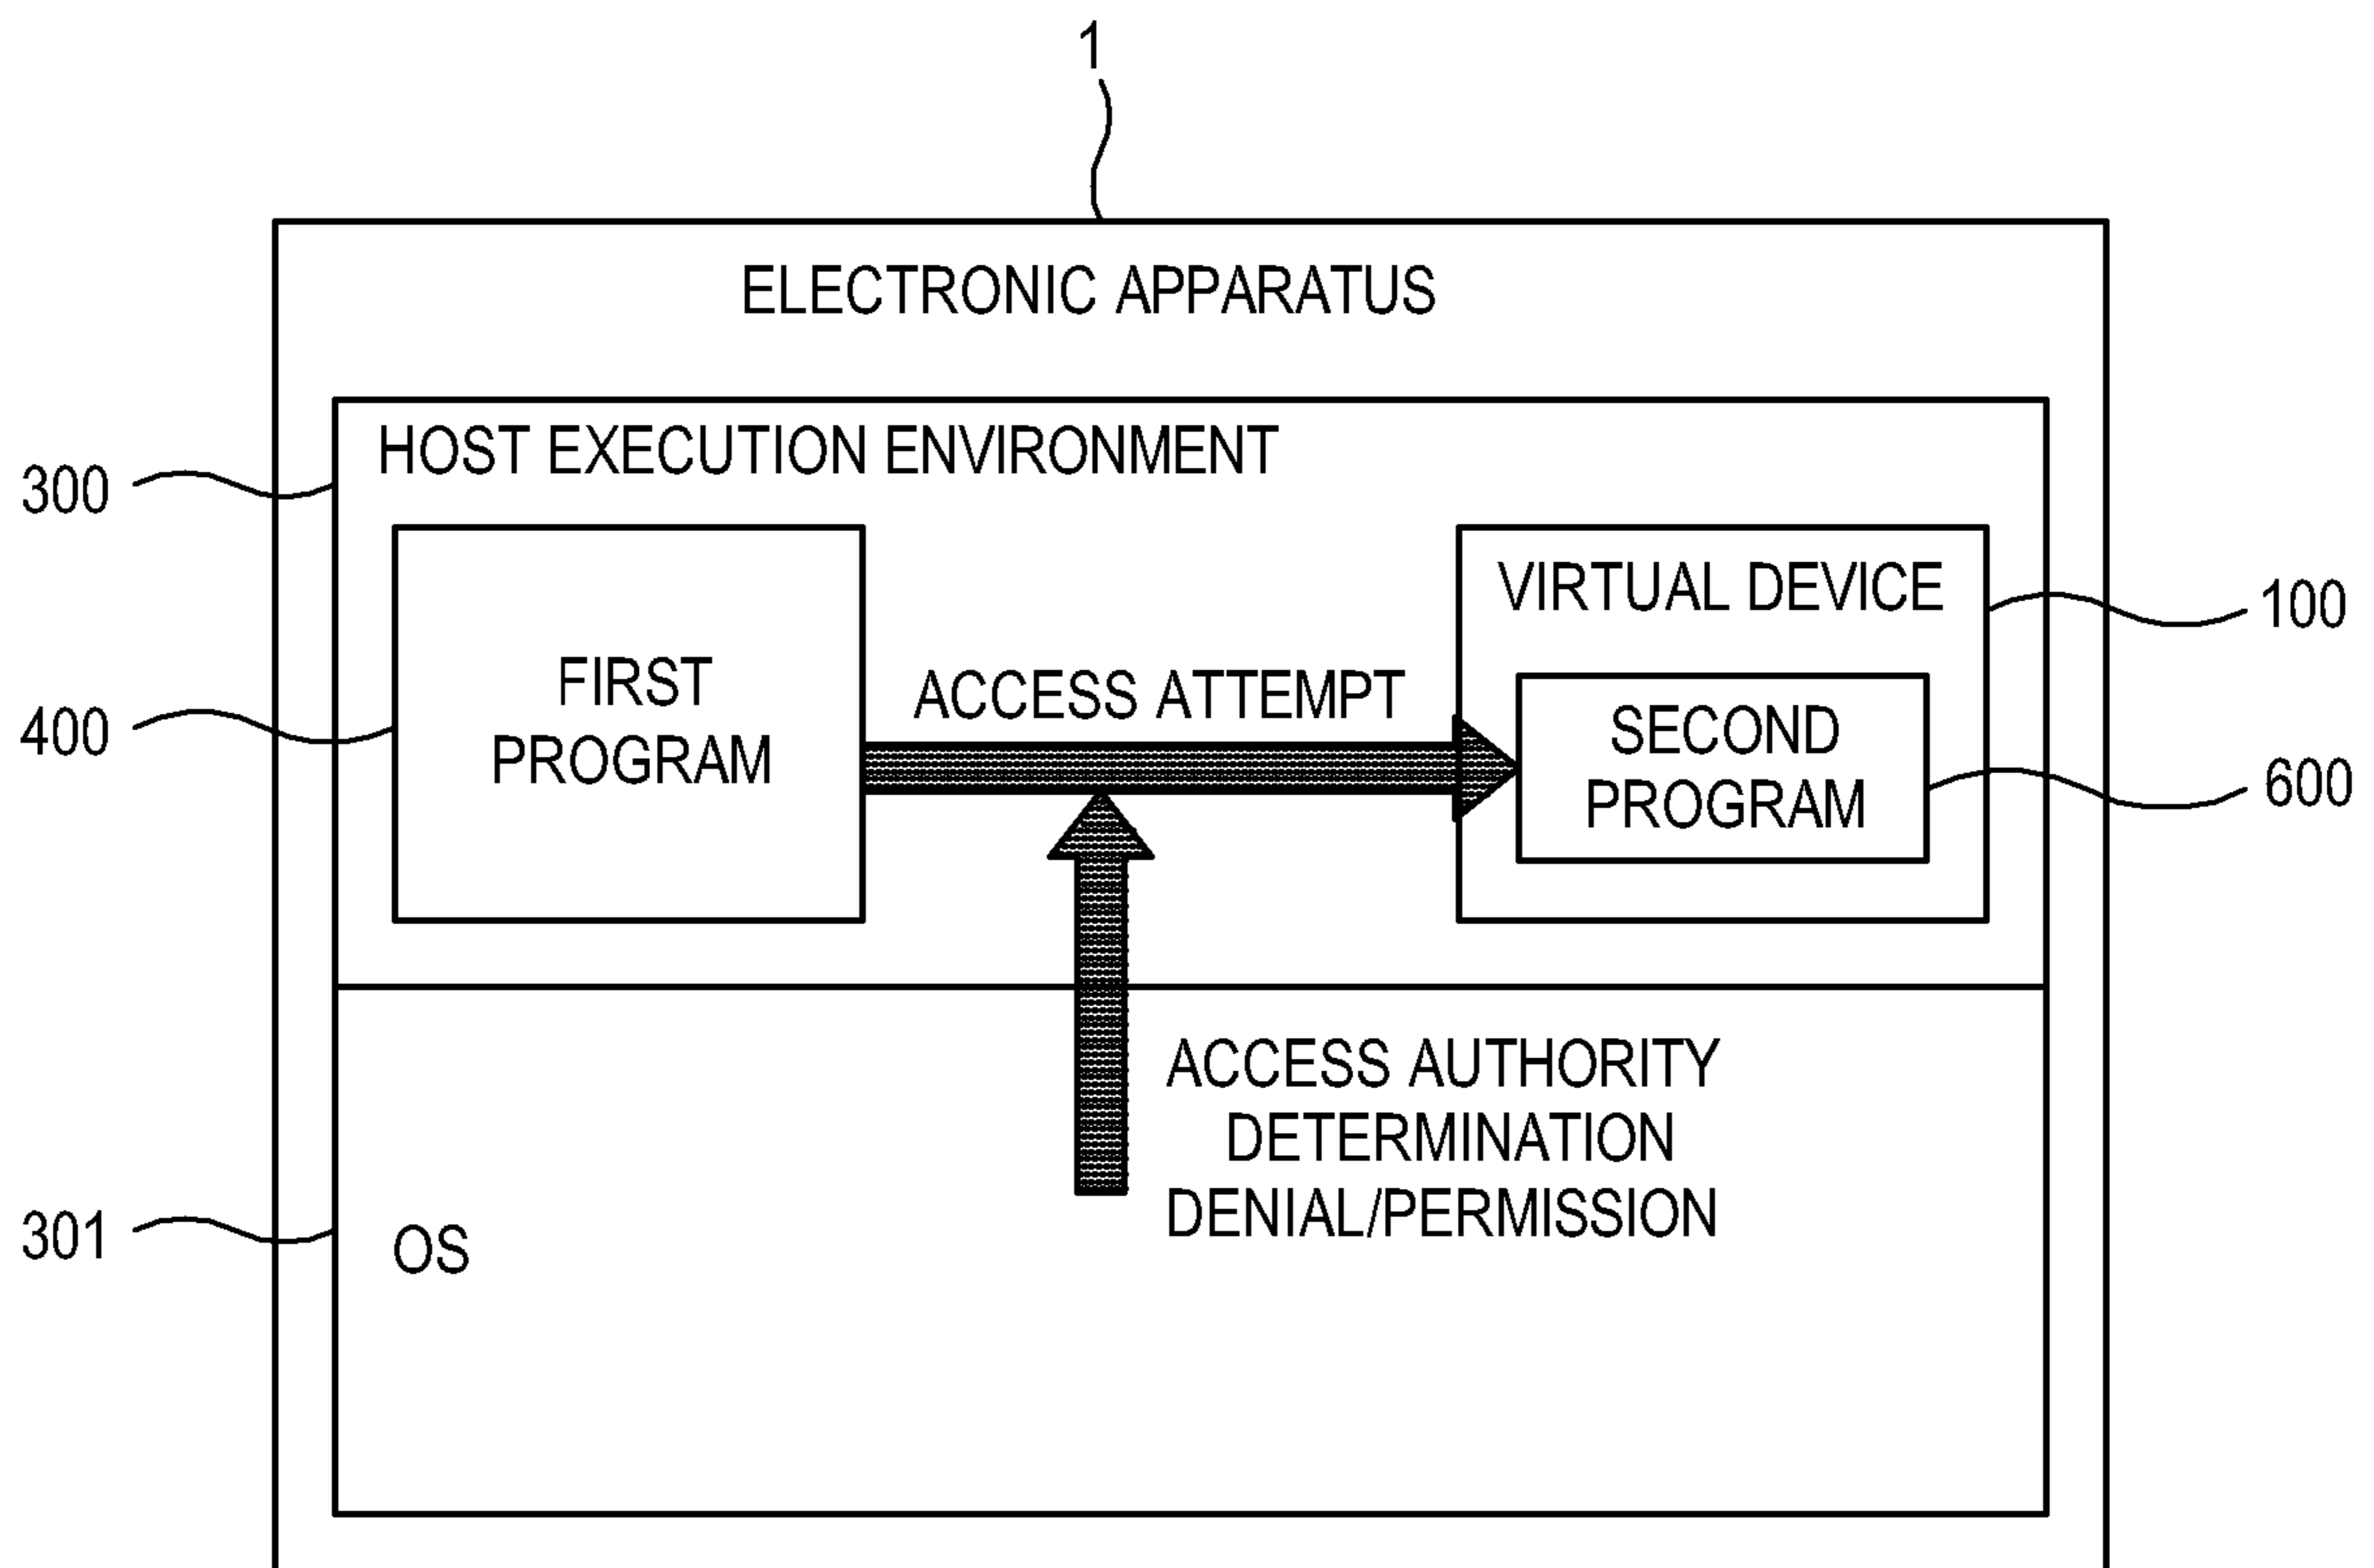 1
ELECTRONIC APPARATUS
HOST EXECUTION ENVIRONMENT
300
VIRTUAL DEVICE
100
FIRST
PROGRAM
400
ACCESS ATTEMPT
SECOND
PROGRAM
600
ACCESS AUTHORITY
DETERMINATION
DENIAL/PERMISSION
301
OS